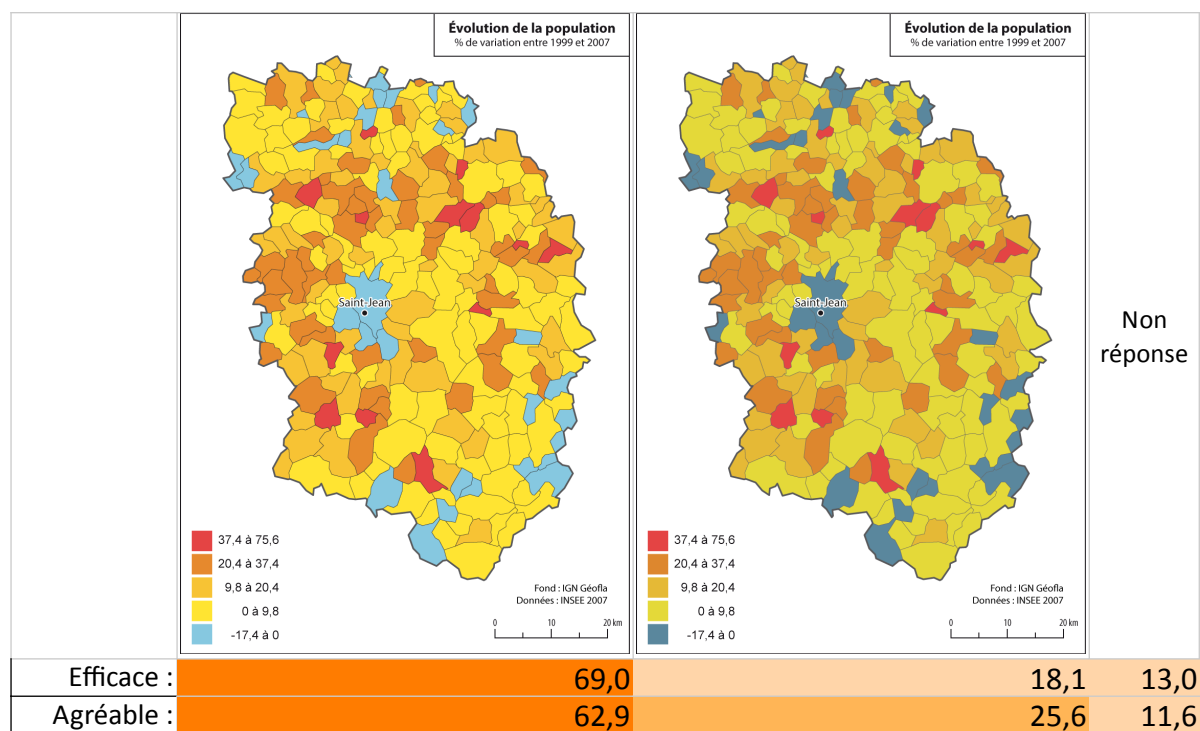 Évolution de la population
% de variation entre 1999 et 2007
Saint-Jean
37,4 à 75,6
20,4 à 37,4
9,8 à 20,4
0 à 9,8
-17,4 à 0
Fond : IGN Géofla
Données : INSEE 2007
0 10 20 km
Évolution de la population
% de variation entre 1999 et 2007
Saint-Jean
37,4 à 75,6
20,4 à 37,4
9,8 à 20,4
0 à 9,8
-17,4 à 0
Fond : IGN Géofla
Données : INSEE 2007
0 10 20 km
Non
réponse
Efficace : 69,0 18,1 13,0
Agréable : 62,9 25,6 11,6